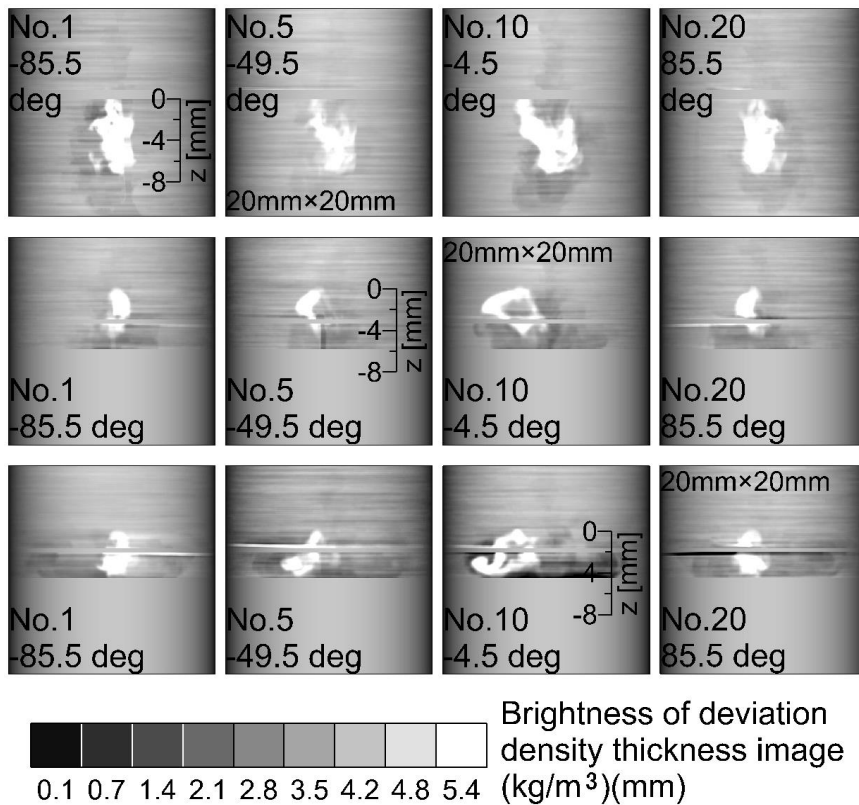 No.1
-85.5
deg
0
-4
-8
z [mm]
No.5
-49.5
deg
20mm×20mm
No.10
-4.5
deg
No.20
85.5
deg
No.1
-85.5 deg
0
-4
-8
z [mm]
No.5
-49.5 deg
20mm×20mm
No.10
-4.5 deg
No.20
85.5 deg
No.1
-85.5 deg
No.5
-49.5 deg
0
4
-8
z [mm]
No.10
-4.5 deg
20mm×20mm
No.20
85.5 deg
0.1 0.7 1.4 2.1 2.8 3.5 4.2 4.8 5.4
Brightness of deviation
density thickness image
(kg/m³)(mm)